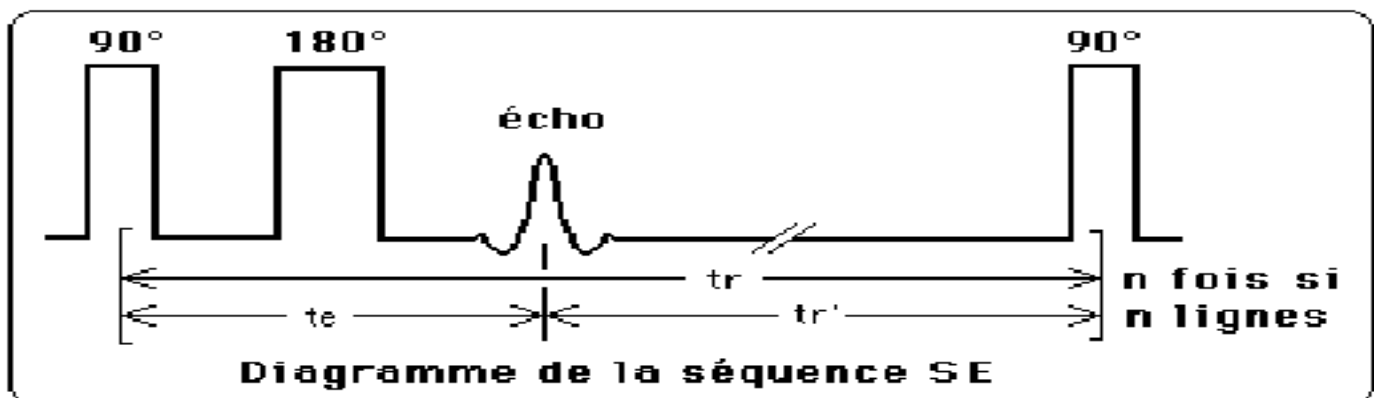 90° 180° 90°
écho
tr
n fois si
te tr'
n lignes
Diagramme de la séquence SE